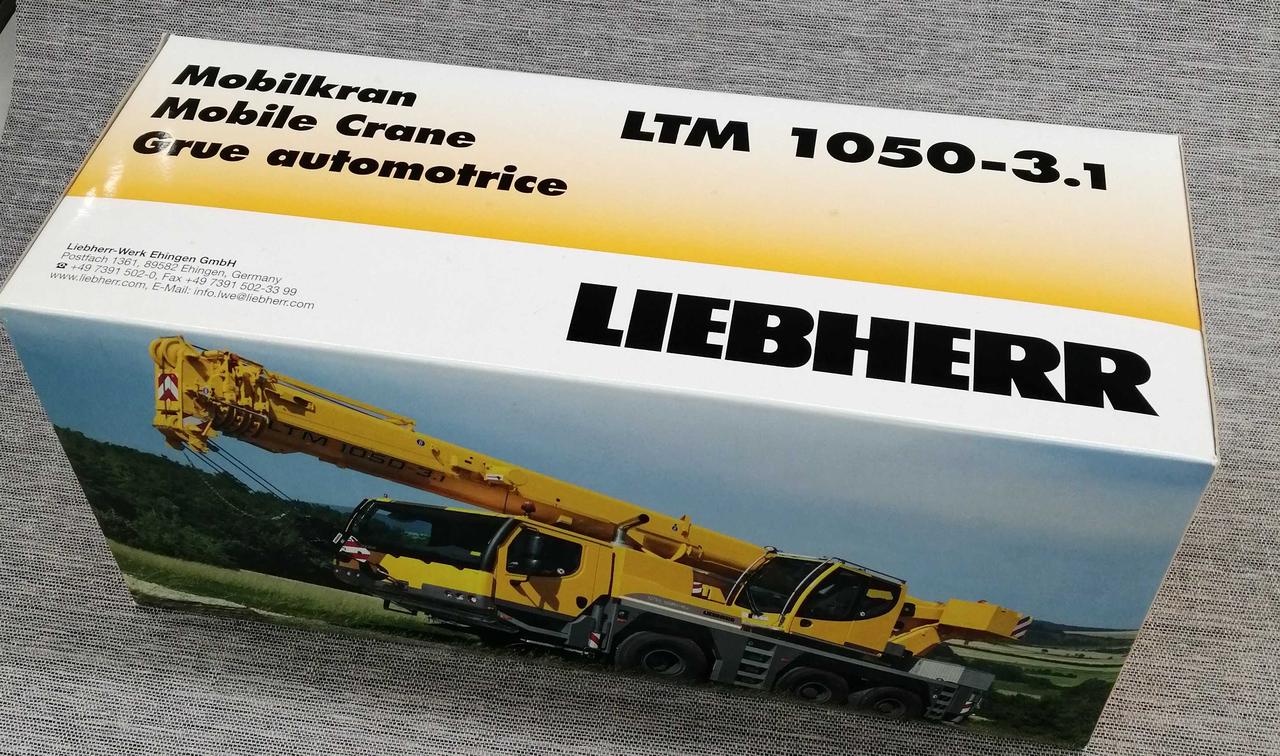 Mobilkran
Mobile Crane
Grue automotrice
LTM 1050-3.1
Liebherr-Werk Ehingen GmbH
Postfach 1361, 89582 Ehingen, Germany
☎ +49 7391 502-0, Fax +49 7391 502-33 99
www.liebherr.com, E-Mail: info.lwe@liebherr.com
LIEBHERR
LTM 1050-3.1
LIEBHERR